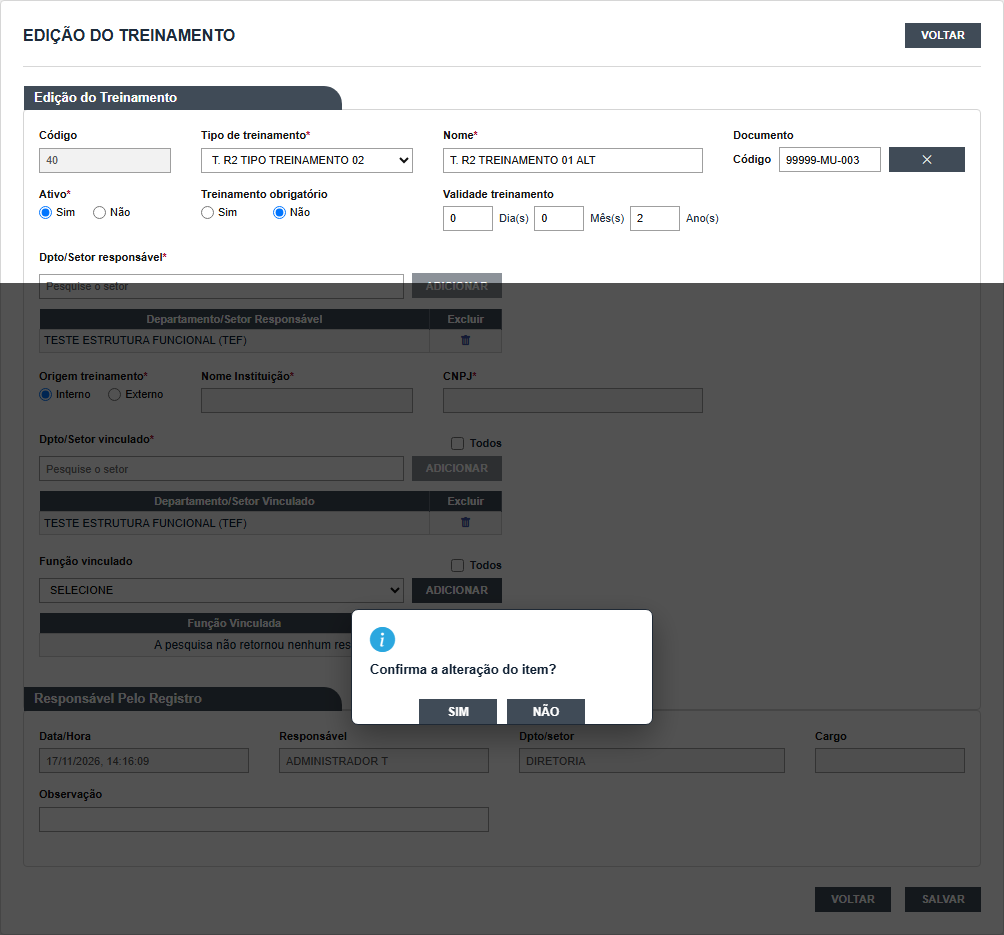 EDIÇÃO DO TREINAMENTO
VOLTAR
Edição do Treinamento
Código
Tipo de treinamento*
Nome*
Documento
40
T. R2 TIPO TREINAMENTO 02
T. R2 TREINAMENTO 01 ALT
Código
99999-MU-003
Ativo*
Treinamento obrigatório
Validade treinamento
Sim
Não
Sim
Não
0
Dia(s)
0
Mês(s)
2
Ano(s)
Dpto/Setor responsável*
Pesquise o setor
ADICIONAR
Departamento/Setor Responsável
Excluir
TESTE ESTRUTURA FUNCIONAL (TEF)
Origem treinamento*
Nome Instituição*
CNPJ*
Interno
Externo
Dpto/Setor vinculado*
Todos
Pesquise o setor
ADICIONAR
Departamento/Setor Vinculado
Excluir
TESTE ESTRUTURA FUNCIONAL (TEF)
Função vinculado
Todos
SELECIONE
ADICIONAR
Função Vinculada
A pesquisa não retornou nenhum res
i
Confirma a alteração do item?
SIM
NÃO
Responsável Pelo Registro
Data/Hora
Responsável
Dpto/setor
Cargo
17/11/2026, 14:16:09
ADMINISTRADOR T
DIRETORIA
Observação
VOLTAR
SALVAR